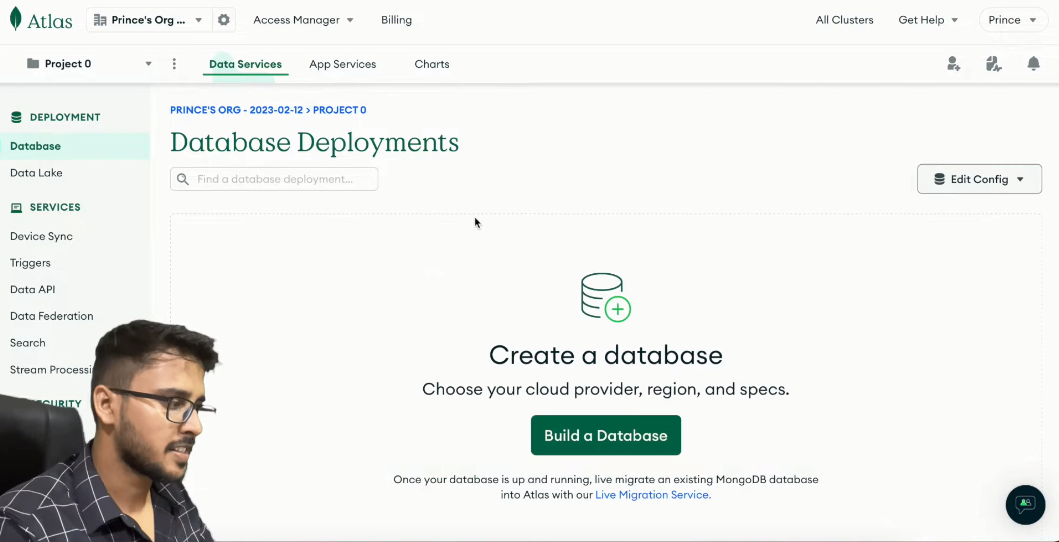 Atlas
Prince's Org ...
Access Manager
Billing
All Clusters
Get Help
Prince
Project 0
Data Services
App Services
Charts
DEPLOYMENT
Database
Data Lake
SERVICES
Device Sync
Triggers
Data API
Data Federation
Search
Stream
PRINCE'S ORG - 2023-02-12 > PROJECT 0
Database Deployments
Find a database deployment...
Edit Config
Create a database
Choose your cloud provider, region, and specs.
Build a Database
Once your database is up and running, live migrate an existing MongoDB database
into Atlas with our Live Migration Service.